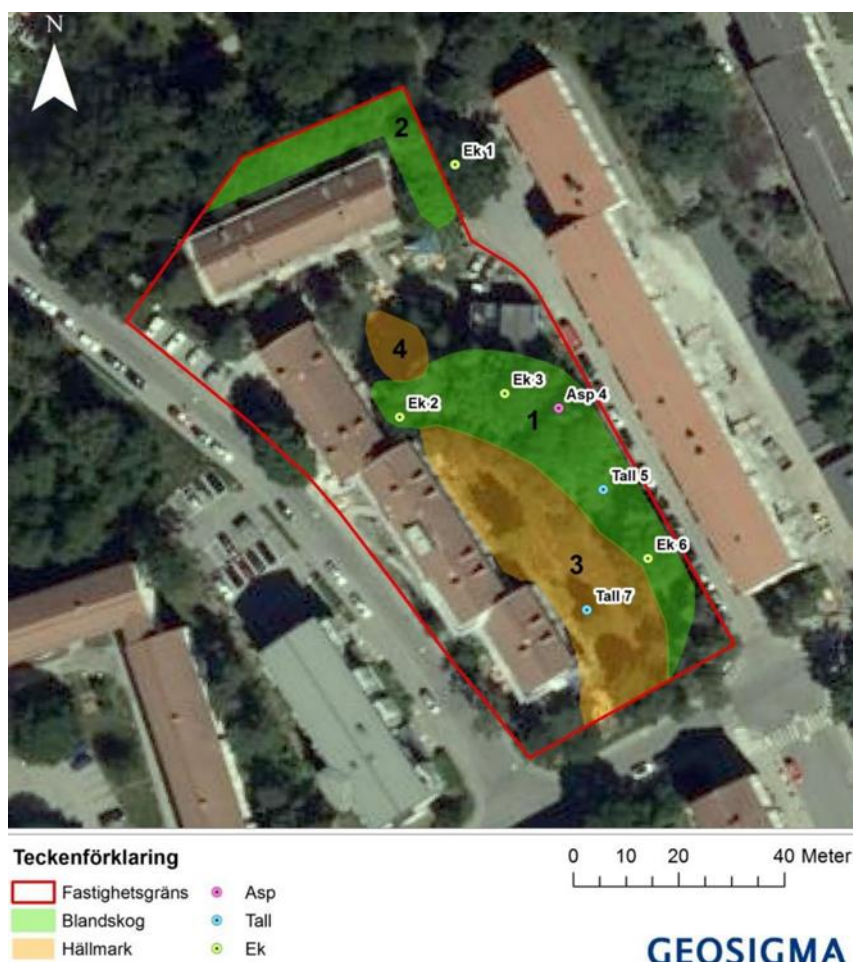 N
2
Ek 1
4
Ek 3
Asp 4
Ek 2
1
Tall 5
Ek 6
3
Tall 7
Teckenförklaring
Fastighetsgräns
Blandskog
Hällmark
Asp
Tall
Ek
0 10 20 40 Meter
GEOSIGMA